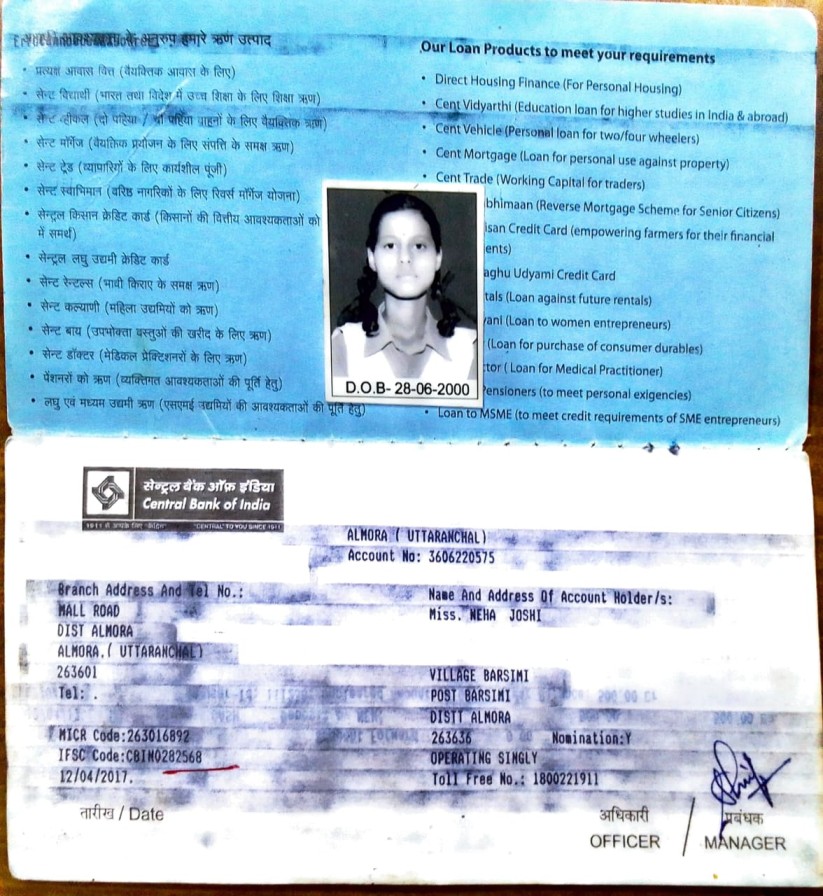 के अनुरुप हमारे ऋण उत्पाद
• प्रत्यक्ष आवास वित्त (वैयक्तिक आवास के लिए)
• सेन्ट विद्यार्थी (भारत तथा विदेश में उच्च शिक्षा के लिए शिक्षा ऋण)
• सेन्ट व्हीकल (दो पहिया / चौ पहिया वाहनों के लिए वैयक्तिक ऋण)
• सेन्ट मॉर्गेज (वैयक्तिक प्रयोजन के लिए संपत्ति के समक्ष ऋण)
• सेन्ट ट्रेड (व्यापारियों के लिए कार्यशील पूंजी)
• सेन्ट स्वाभिमान (वरिष्ठ नागरिकों के लिए रिवर्स मॉर्गेज योजना)
• सेन्ट्रल किसान क्रेडिट कार्ड (किसानों की वित्तीय आवश्यकताओं को
में समर्थ)
• सेन्ट्रल लघु उद्यमी क्रेडिट कार्ड
• सेन्ट रेन्टल्स (भावी किराए के समक्ष ऋण)
• सेन्ट कल्याणी (महिला उद्यमियों को ऋण)
• सेन्ट बाय (उपभोक्ता वस्तुओं की खरीद के लिए ऋण)
• सेन्ट डॉक्टर (मेडिकल प्रेक्टिशनरों के लिए ऋण)
• पेंशनरों को ऋण (व्यक्तिगत आवश्यकताओं की पूर्ति हेतु)
• लघु एवं मध्यम उद्यमी ऋण (एसएमई उद्यमियों की आवश्यकताओं की पूर्ति हेतु)
Our Loan Products to meet your requirements
• Direct Housing Finance (For Personal Housing)
• Cent Vidyarthi (Education loan for higher studies in India & abroad)
• Cent Vehicle (Personal loan for two/four wheelers)
• Cent Mortgage (Loan for personal use against property)
• Cent Trade (Working Capital for traders)
bhimaan (Reverse Mortgage Scheme for Senior Citizens)
isan Credit Card (empowering farmers for their financial
ents)
aghu Udyami Credit Card
tals (Loan against future rentals)
ani (Loan to women entrepreneurs)
(Loan for purchase of consumer durables)
tor ( Loan for Medical Practitioner)
Pensioners (to meet personal exigencies)
• Loan to MSME (to meet credit requirements of SME entrepreneurs)
D.O.B- 28-06-2000
सेन्ट्रल बैंक ऑफ़ इंडिया
Central Bank of India
1911 से आपके लिए "केंद्रित" "CENTRAL" TO YOU SINCE 1911
ALMORA ( UTTARANCHAL)
Account No: 3606220575
Branch Address And Tel No.:
MALL ROAD
DIST ALMORA
ALMORA,( UTTARANCHAL)
263601
Tel: .
MICR Code:263016892
IFSC Code:CBIN0282568
12/04/2017.
Name And Address Of Account Holder/s:
Miss. NEHA JOSHI
VILLAGE BARSIMI
POST BARSIMI
DISTT ALMORA
263636 Nomination:Y
OPERATING SINGLY
Toll Free No.: 1800221911
तारीख / Date
अधिकारी / प्रबंधक
OFFICER MANAGER